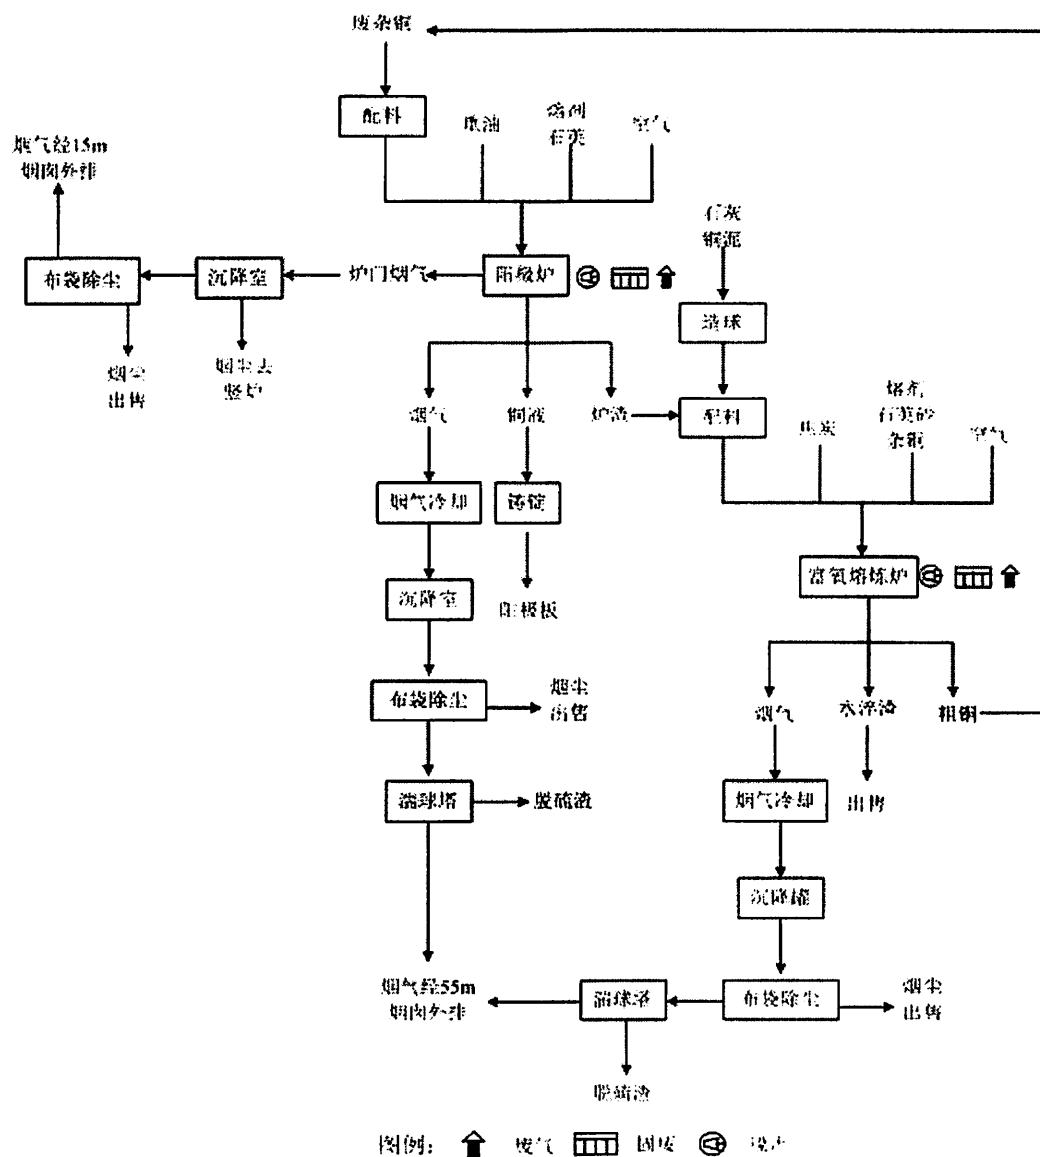 废杂铜
配料
重油
熔剂
石英
空气
烟气经15m
烟囱外排
石灰
铜泥
布袋除尘
沉降室
炉门烟气
阳极炉
造球
烟尘
出售
烟尘去
竖炉
烟气
铜液
炉渣
配料
焦炭
熔剂
石英砂
杂铜
空气
烟气冷却
铸锭
富氧熔炼炉
沉降室
阳极板
布袋除尘
烟尘
出售
烟气
水淬渣
粗铜
湍球塔
脱硫渣
烟气冷却
出售
沉降罐
烟气经55m
烟囱外排
湍球塔
布袋除尘
烟尘
出售
脱硫渣
图例：
废气
固废
噪声